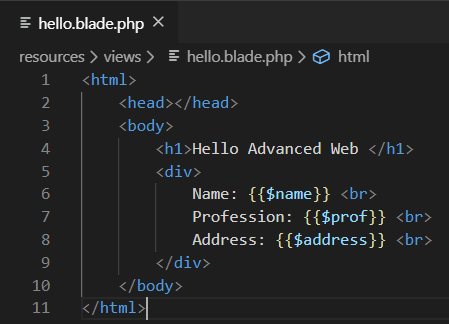 hello.blade.php ×
resources > views > hello.blade.php > html
1 <html>
2 <head></head>
3 <body>
4 <h1>Hello Advanced Web </h1>
5 <div>
6 Name: {{$name}} <br>
7 Profession: {{$prof}} <br>
8 Address: {{$address}} <br>
9 </div>
10 </body>
11 </html>